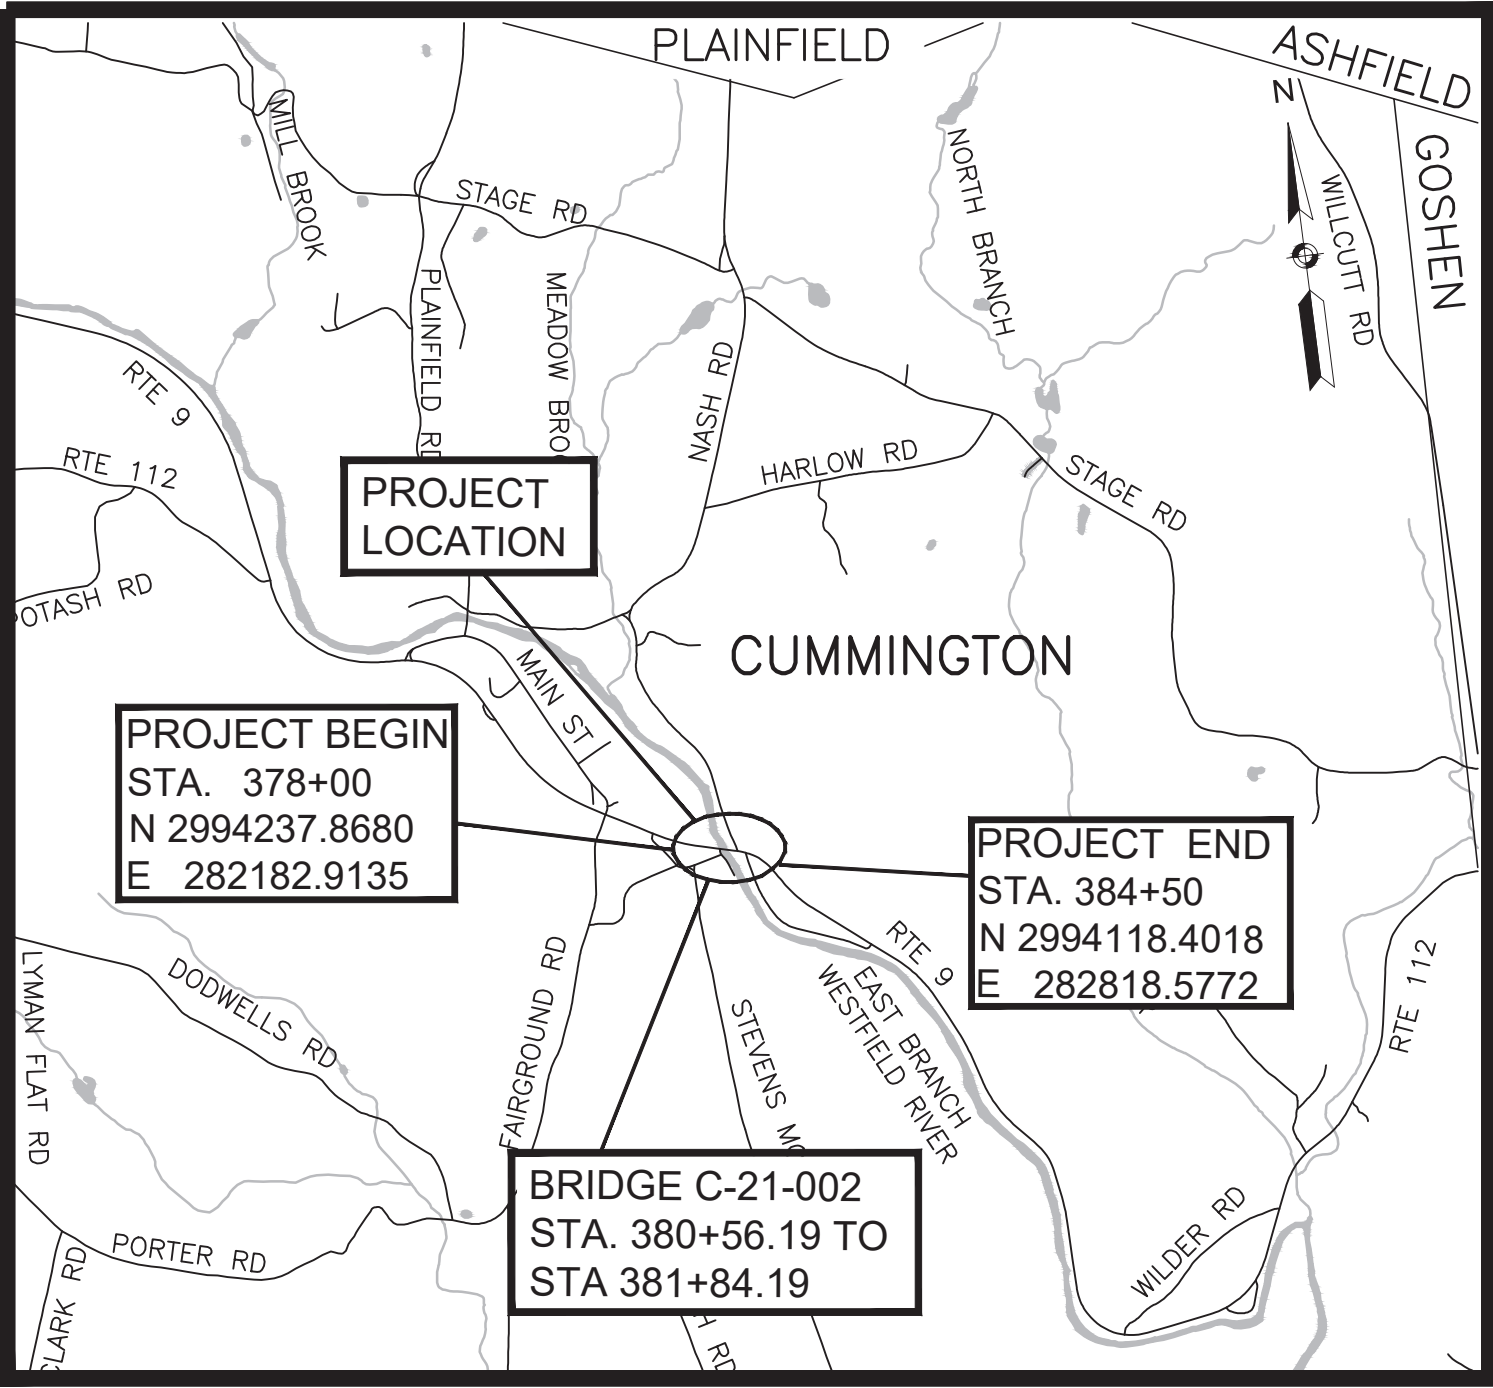 PLAINFIELD
ASHFIELD
N
GOSHEN
MILL BROOK
STAGE RD
NORTH BRANCH
WILLCUTT RD
PLAINFIELD RD
MEADOW BRO
NASH RD
RTE 9
RTE 112
HARLOW RD
STAGE RD
PROJECT
LOCATION
OTASH RD
CUMMINGTON
MAIN ST
PROJECT BEGIN
STA. 378+00
N 2994237.8680
E 282182.9135
PROJECT END
STA. 384+50
N 2994118.4018
E 282818.5772
RTE 9
EAST BRANCH
WESTFIELD RIVER
RTE 112
LYMAN FLAT RD
DODWELLS RD
FAIRGROUND RD
STEVENS
BRIDGE C-21-002
STA. 380+56.19 TO
STA 381+84.19
WILDER RD
PORTER RD
CLARK RD
H RD